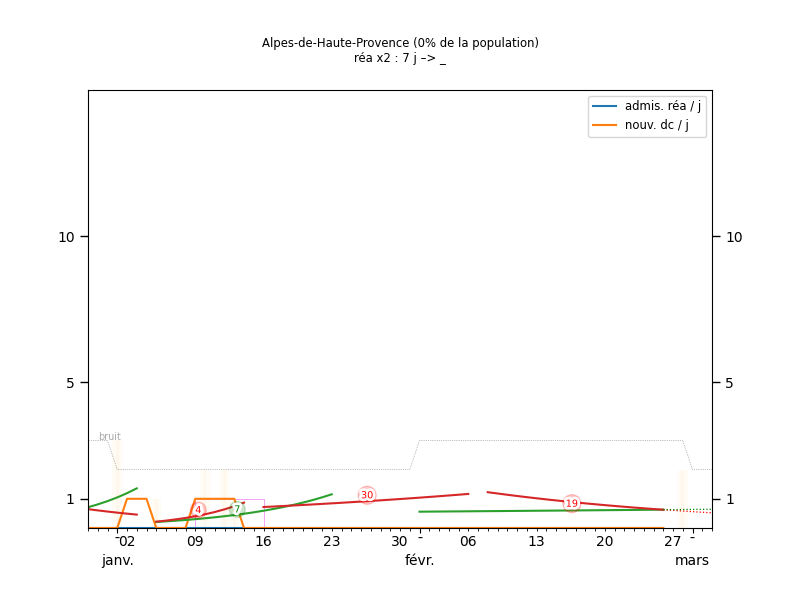 Alpes-de-Haute-Provence (0% de la population)
réa x2 : 7 j –> _
admis. réa / j
nouv. dc / j
10 10
5 5
bruit
1 1
4 7 30 19
02 09 16 23 30 06 13 20 27
janv. févr. mars